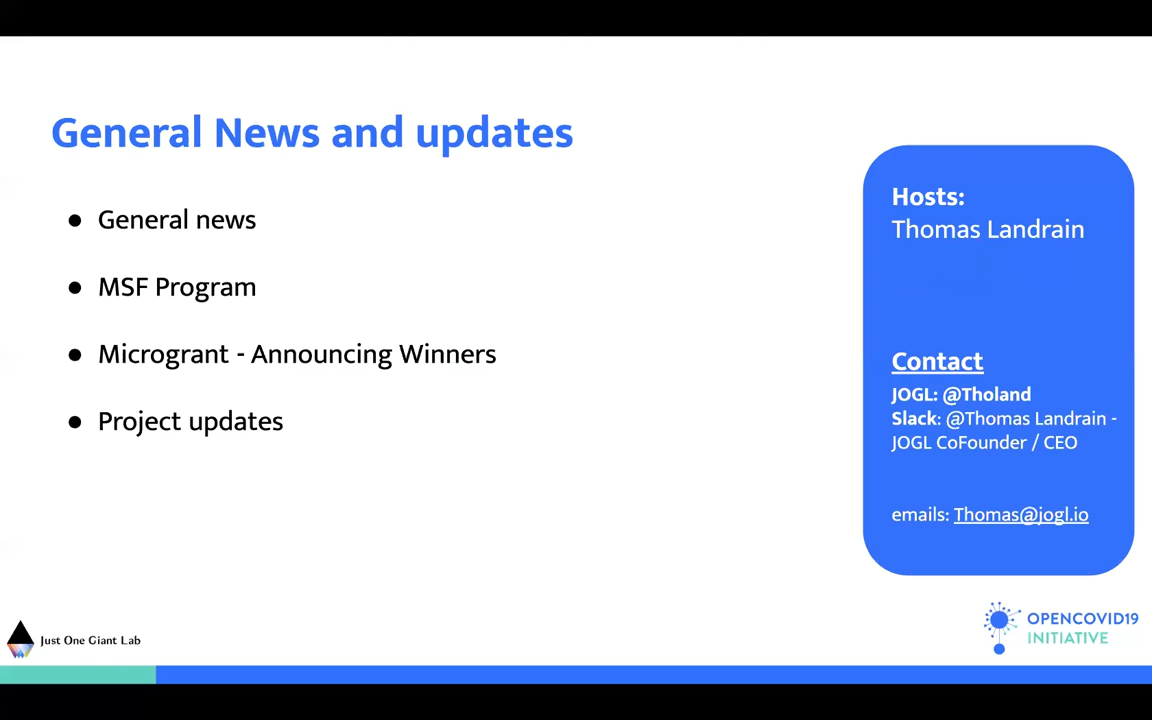 General News and updates
● General news
● MSF Program
● Microgrant - Announcing Winners
● Project updates
Hosts:
Thomas Landrain
Contact
JOGL: @Tholand
Slack: @Thomas Landrain -
JOGL CoFounder / CEO
emails: Thomas@jogl.io
Just One Giant Lab
OPENCOVID19
INITIATIVE